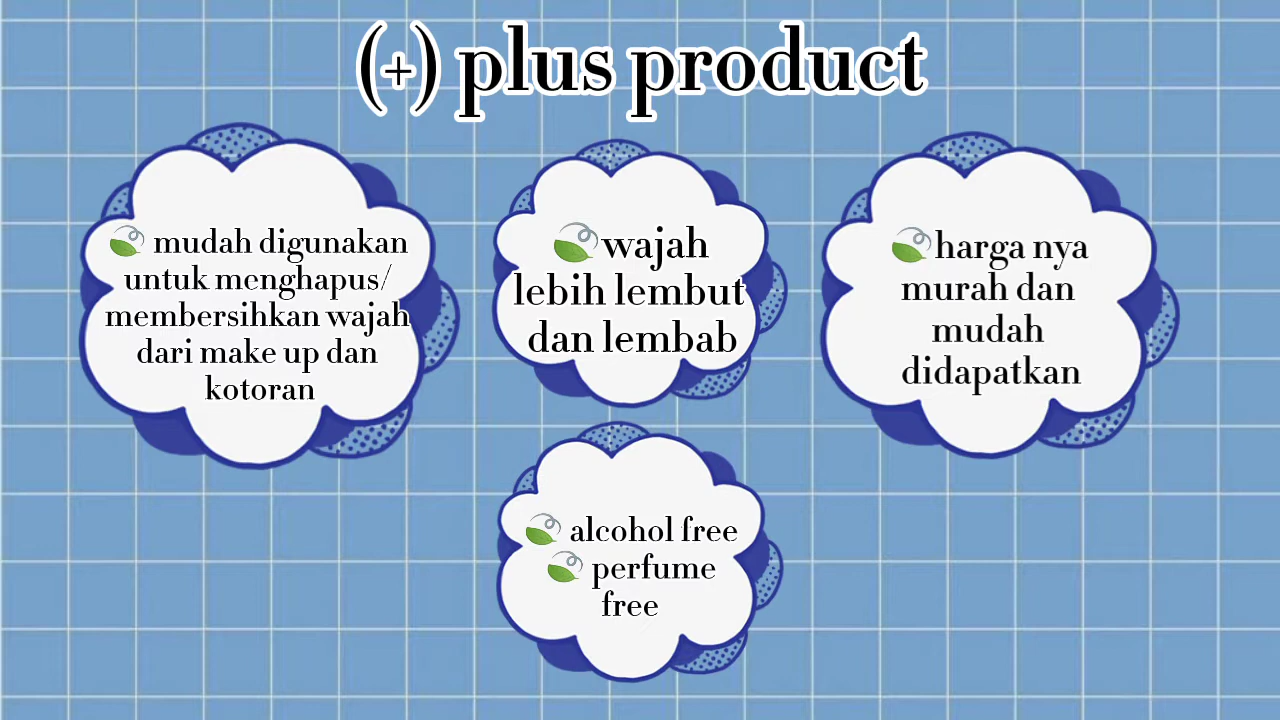 (+) plus product
🍃 mudah digunakan
untuk menghapus/
membersihkan wajah
dari make up dan
kotoran
🍃wajah
lebih lembut
dan lembab
🍃harga nya
murah dan
mudah
didapatkan
🍃 alcohol free
🍃 perfume
free